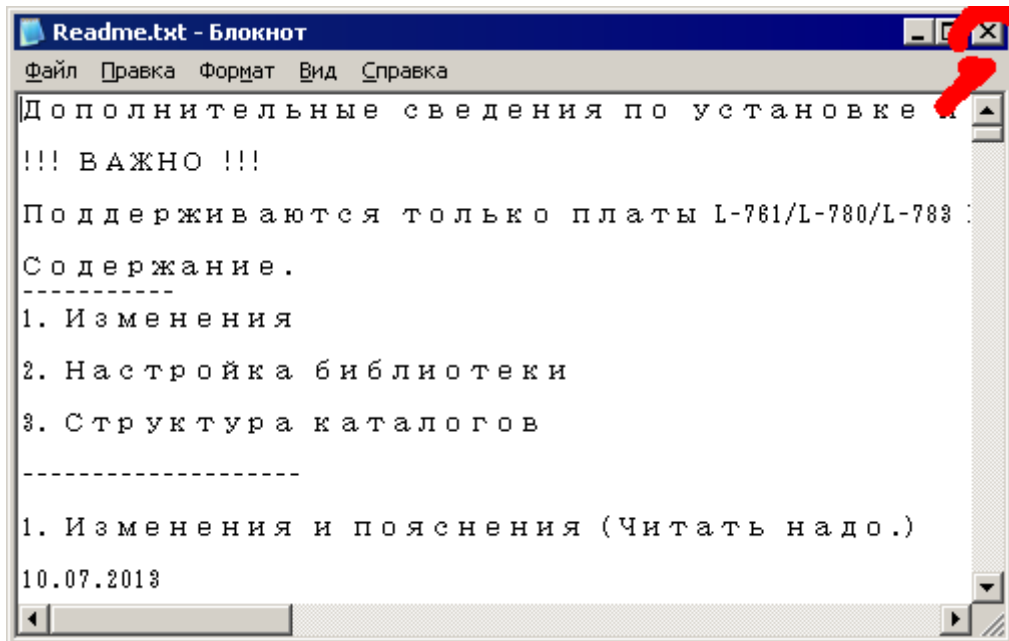 Readme.txt - Блокнот
Файл Правка Формат Вид Справка
Дополнительные сведения по установке
!!! ВАЖНО !!!
Поддерживаются только платы L-761/L-780/L-783
Содержание.
-----------
1. Изменения
2. Настройка библиотеки
3. Структура каталогов
--------------------
1. Изменения и пояснения (Читать надо.)
10.07.2013